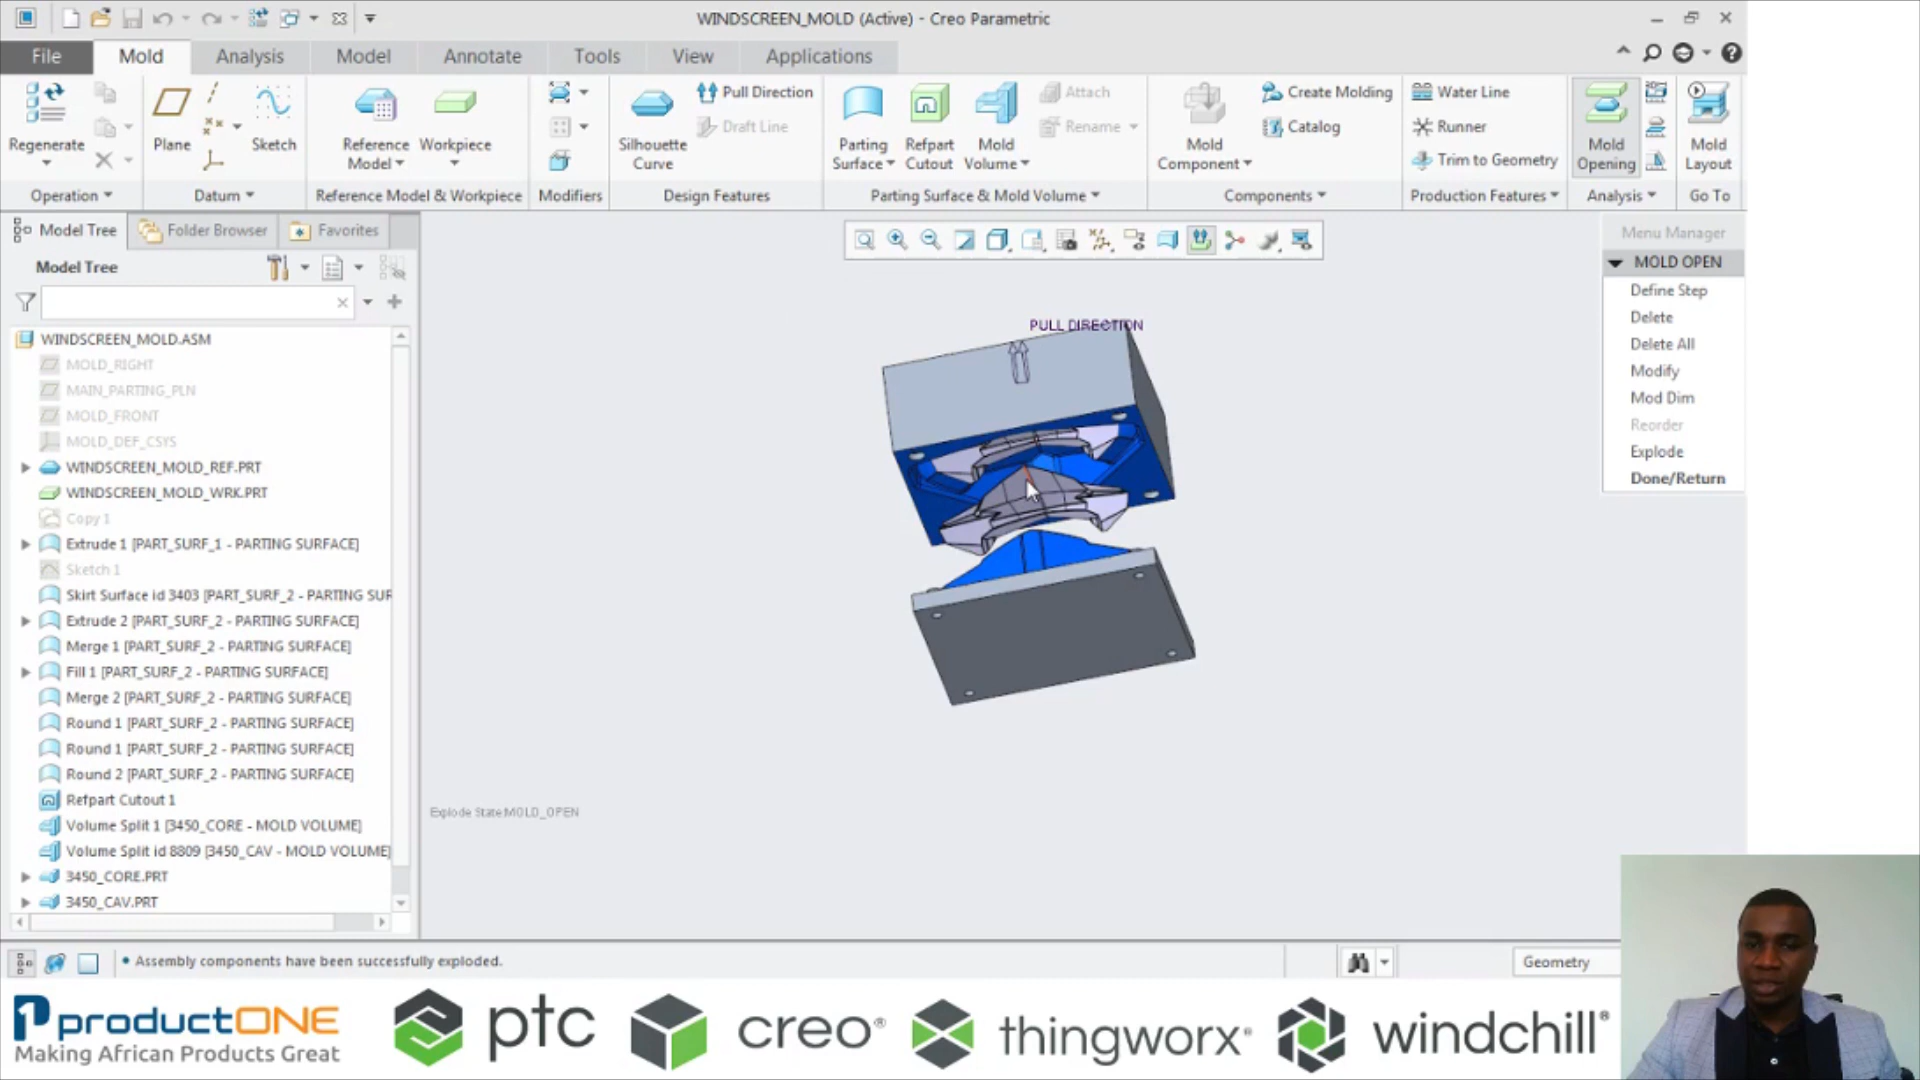 WINDSCREEN_MOLD (Active) - Creo Parametric
File Mold Analysis Model Annotate Tools View Applications
Regenerate
Plane
Sketch
Reference Model
Workpiece
Silhouette Curve
Pull Direction
Draft Line
Parting Surface
Refpart Cutout
Mold Volume
Attach
Rename
Mold Component
Create Molding
Catalog
Water Line
Runner
Trim to Geometry
Mold Opening
Mold Layout
Operation Datum Reference Model & Workpiece Modifiers Design Features Parting Surface & Mold Volume Components Production Features Analysis Go To
Model Tree Folder Browser Favorites
Model Tree
WINDSCREEN_MOLD.ASM
MOLD_RIGHT
MAIN_PARTING_PLN
MOLD_FRONT
MOLD_DEF_CSYS
WINDSCREEN_MOLD_REF.PRT
WINDSCREEN_MOLD_WRK.PRT
Copy 1
Extrude 1 [PART_SURF_1 - PARTING SURFACE]
Sketch 1
Skirt Surface id 3403 [PART_SURF_2 - PARTING SUR
Extrude 2 [PART_SURF_2 - PARTING SURFACE]
Merge 1 [PART_SURF_2 - PARTING SURFACE]
Fill 1 [PART_SURF_2 - PARTING SURFACE]
Merge 2 [PART_SURF_2 - PARTING SURFACE]
Round 1 [PART_SURF_2 - PARTING SURFACE]
Round 1 [PART_SURF_2 - PARTING SURFACE]
Round 2 [PART_SURF_2 - PARTING SURFACE]
Refpart Cutout 1
Volume Split 1 [3450_CORE - MOLD VOLUME]
Volume Split id 8809 [3450_CAV - MOLD VOLUME]
3450_CORE.PRT
3450_CAV.PRT
PULL DIRECTION
Explode State:MOLD_OPEN
Menu Manager
MOLD OPEN
Define Step
Delete
Delete All
Modify
Mod Dim
Reorder
Explode
Done/Return
• Assembly components have been successfully exploded.
Geometry
productONE
Making African Products Great
ptc
creo®
thingworx®
windchill®